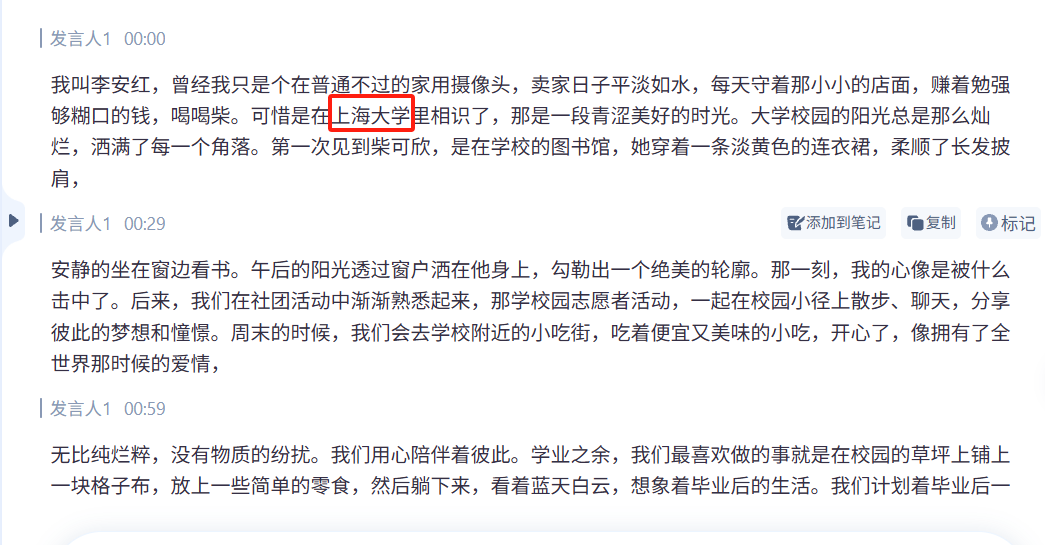 发言人1 00:00
我叫李安红，曾经我只是个在普通不过的家用摄像头，卖家日子平淡如水，每天守着那小小的店面，赚着勉强
够糊口的钱，喝喝柴。可惜是在上海大学里相识了，那是一段青涩美好的时光。大学校园的阳光总是那么灿
烂，洒满了每一个角落。第一次见到柴可欣，是在学校的图书馆，她穿着一条淡黄色的连衣裙，柔顺了长发披
肩，
发言人1 00:29
添加到笔记 复制 标记
安静的坐在窗边看书。午后的阳光透过窗户洒在他身上，勾勒出一个绝美的轮廓。那一刻，我的心像是被什么
击中了。后来，我们在社团活动中渐渐熟悉起来，那学校园志愿者活动，一起在校园小径上散步、聊天，分享
彼此的梦想和憧憬。周末的时候，我们会去学校附近的小吃街，吃着便宜又美味的小吃，开心了，像拥有了全
世界那时候的爱情，
发言人1 00:59
无比纯烂粹，没有物质的纷扰。我们用心陪伴着彼此。学业之余，我们最喜欢做的事就是在校园的草坪上铺上
一块格子布，放上一些简单的零食，然后躺下来，看着蓝天白云，想象着毕业后的生活。我们计划着毕业后一